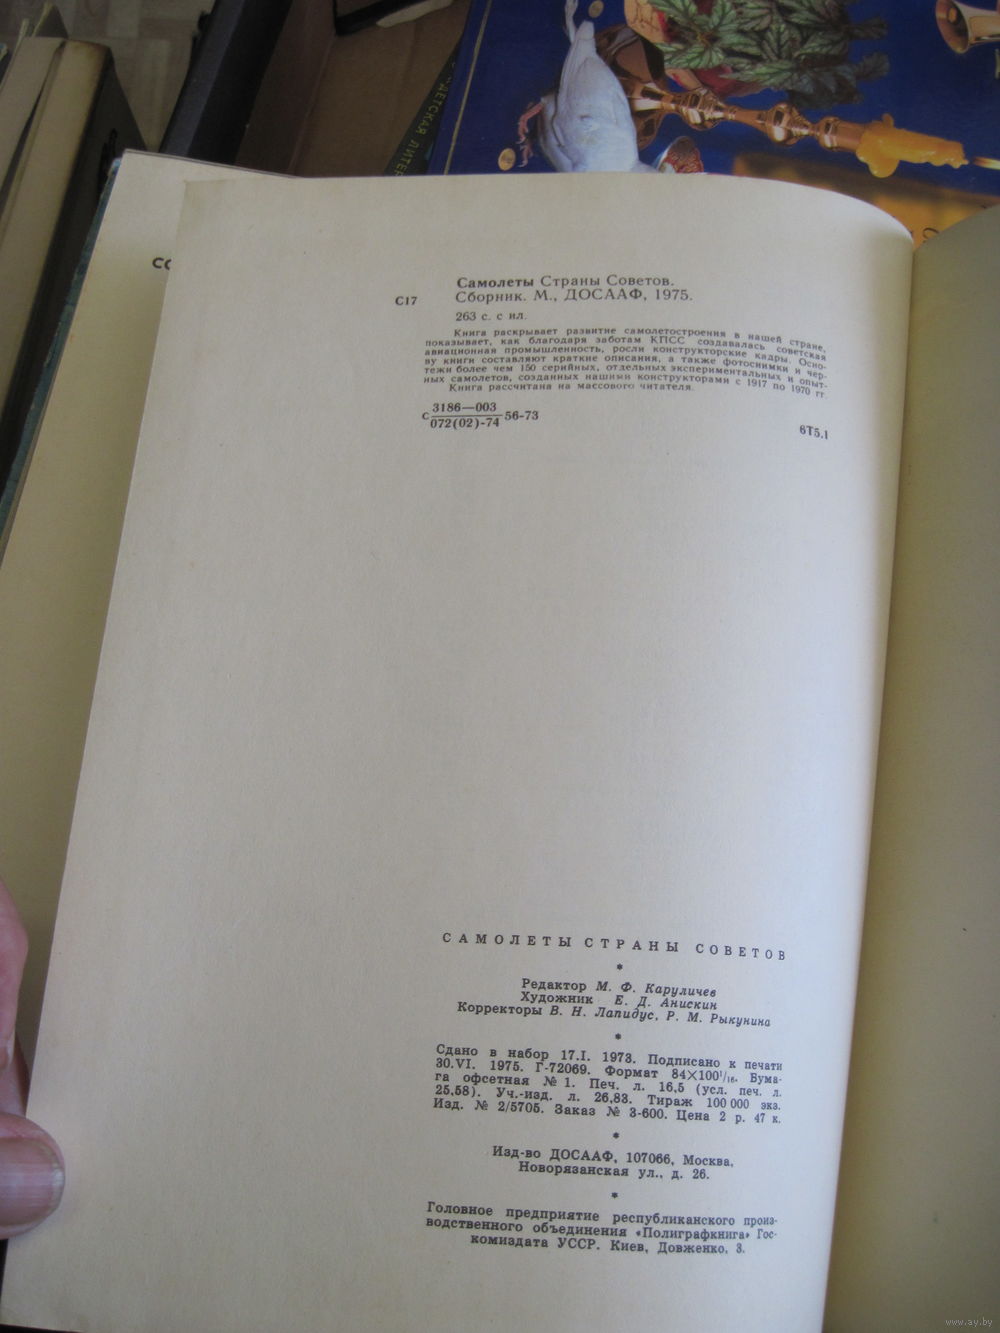 ДЕТСКАЯ ЛИТЕР
СО
Самолеты Страны Советов.
С17
Сборник. М., ДОСААФ, 1975.
263 с. с ил.
Книга раскрывает развитие самолетостроения в нашей стране,
показывает, как благодаря заботам КПСС создавалась советская
авиационная промышленность, росли конструкторские кадры. Осно-
ву книги составляют краткие описания, а также фотоснимки и чер-
тежи более чем 150 серийных, отдельных экспериментальных и опыт-
ных самолетов, созданных нашими конструкторами с 1917 по 1970 гг.
Книга рассчитана на массового читателя.
С 3186—003
072(02)-74 56-73
6Т5.1
САМОЛЕТЫ СТРАНЫ СОВЕТОВ
*
Редактор М. Ф. Каруличев
Художник Е. Д. Анискин
Корректоры В. Н. Лапидус, Р. М. Рыкунина
*
Сдано в набор 17.I. 1973. Подписано к печати
30.VI. 1975. Г-72069. Формат 84×100¹/₁₆. Бума-
га офсетная № 1. Печ. л. 16,5 (усл. печ. л.
25,58). Уч.-изд. л. 26,83. Тираж 100 000 экз.
Изд. № 2/5705. Заказ № 3-600. Цена 2 р. 47 к.
*
Изд-во ДОСААФ, 107066, Москва,
Новорязанская ул., д. 26.
*
Головное предприятие республиканского произ-
водственного объединения «Полиграфкнига» Гос-
комиздата УССР. Киев, Довженко, 3.
www.ay.by